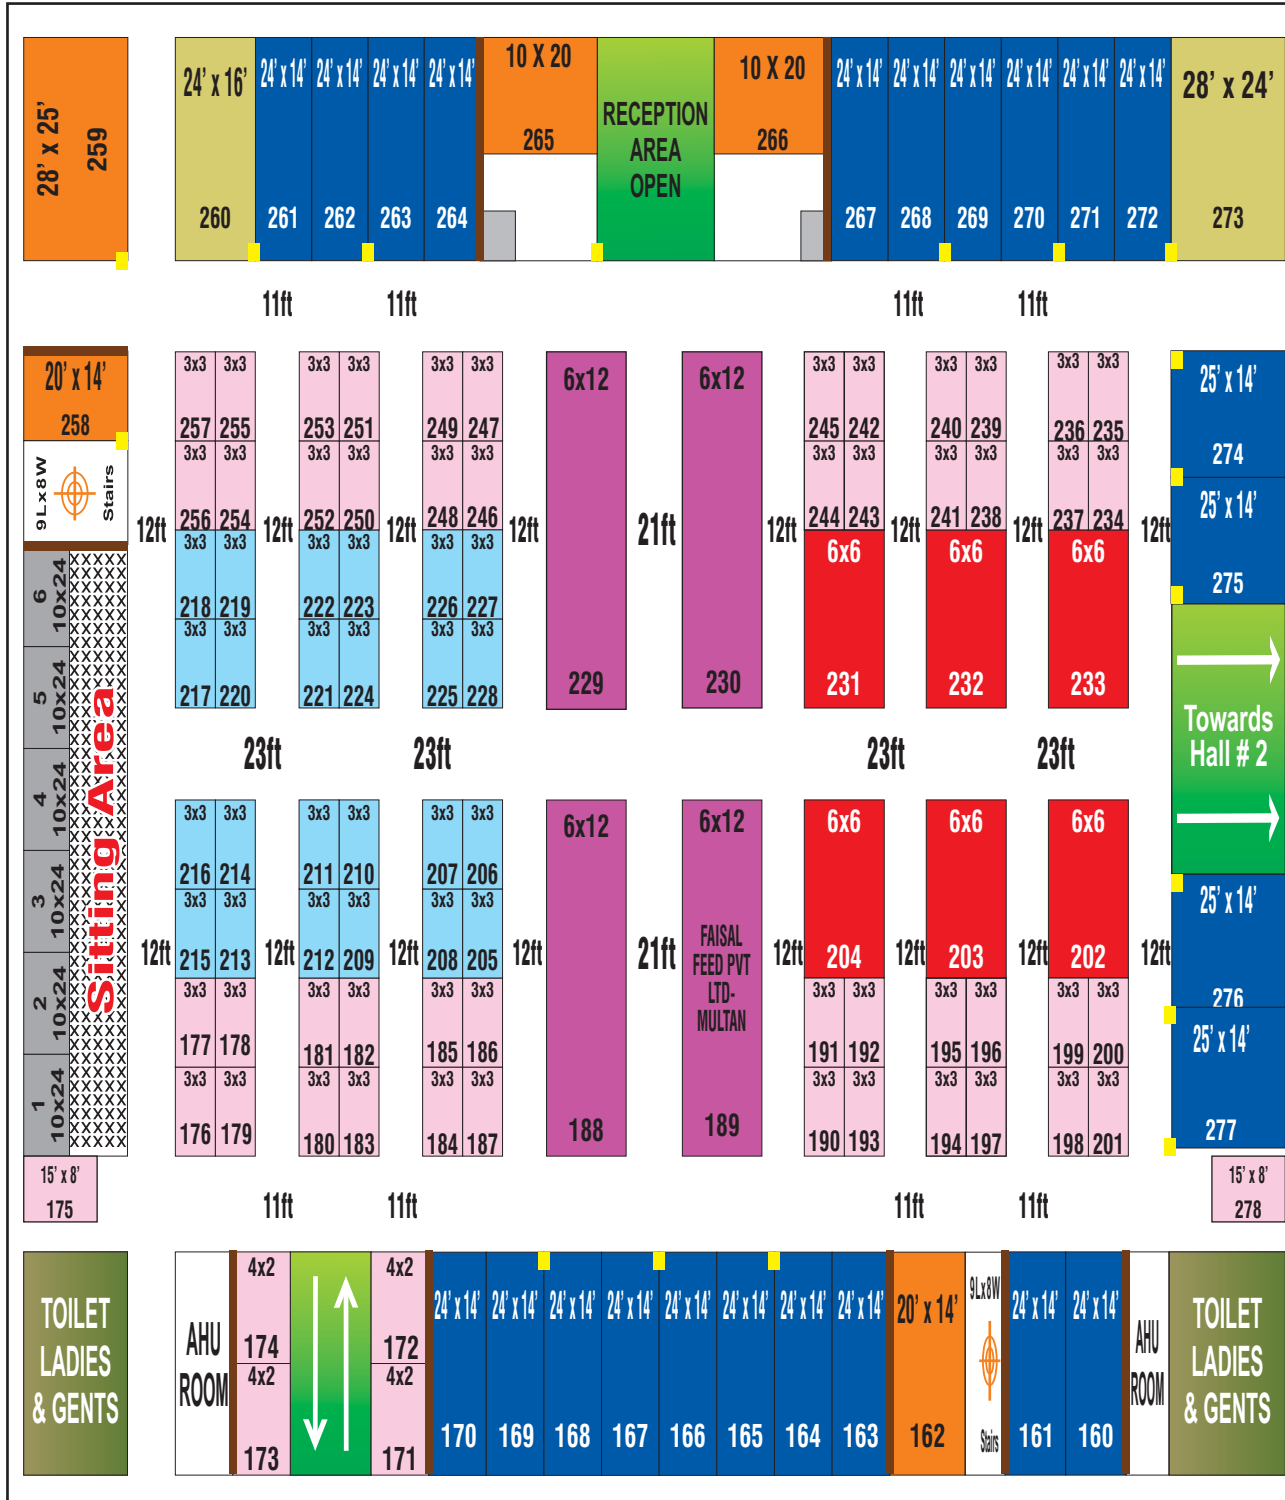 28' x 25'
259
24' x 16'
260
24' x 14'
261
24' x 14'
262
24' x 14'
263
24' x 14'
264
10 X 20
265
RECEPTION
AREA
OPEN
10 X 20
266
24' x 14'
267
24' x 14'
268
24' x 14'
269
24' x 14'
270
24' x 14'
271
24' x 14'
272
28' x 24'
273
11ft 11ft 11ft 11ft
20' x 14'
258
9Lx8W
Stairs
3x3 3x3 3x3 3x3 3x3 3x3 6x12 6x12 3x3 3x3 3x3 3x3 3x3 3x3
257 255 253 251 249 247 245 242 240 239 236 235
3x3 3x3 3x3 3x3 3x3 3x3 3x3 3x3 3x3 3x3 3x3 3x3
256 254 252 250 248 246 244 243 241 238 237 234
12ft 12ft 12ft 12ft 21ft 12ft 12ft 12ft 12ft
3x3 3x3 3x3 3x3 3x3 3x3 6x6 6x6 6x6
218 219 222 223 226 227
3x3 3x3 3x3 3x3 3x3 3x3
217 220 221 224 225 228 229 230 231 232 233
25' x 14'
274
25' x 14'
275
Towards
Hall # 2
6
10x24
5
10x24
4
10x24
3
10x24
2
10x24
1
10x24
Sitting Area
23ft 23ft 23ft 23ft
3x3 3x3 3x3 3x3 3x3 3x3 6x12 6x12 6x6 6x6 6x6
216 214 211 210 207 206
3x3 3x3 3x3 3x3 3x3 3x3
215 213 212 209 208 205 204 203 202
12ft 12ft 12ft 12ft 21ft 12ft 12ft 12ft 12ft
FAISAL
FEED PVT
LTD-
MULTAN
3x3 3x3 3x3 3x3 3x3 3x3 3x3 3x3 3x3 3x3 3x3 3x3
177 178 181 182 185 186 191 192 195 196 199 200
3x3 3x3 3x3 3x3 3x3 3x3 3x3 3x3 3x3 3x3 3x3 3x3
176 179 180 183 184 187 188 189 190 193 194 197 198 201
25' x 14'
276
25' x 14'
277
15' x 8'
175
15' x 8'
278
11ft 11ft 11ft 11ft
TOILET
LADIES
& GENTS
AHU
ROOM
4x2
174
4x2
173
4x2
172
4x2
171
24' x 14'
170
24' x 14'
169
24' x 14'
168
24' x 14'
167
24' x 14'
166
24' x 14'
165
24' x 14'
164
24' x 14'
163
20' x 14'
162
9Lx8W
Stairs
24' x 14'
161
24' x 14'
160
AHU
ROOM
TOILET
LADIES
& GENTS